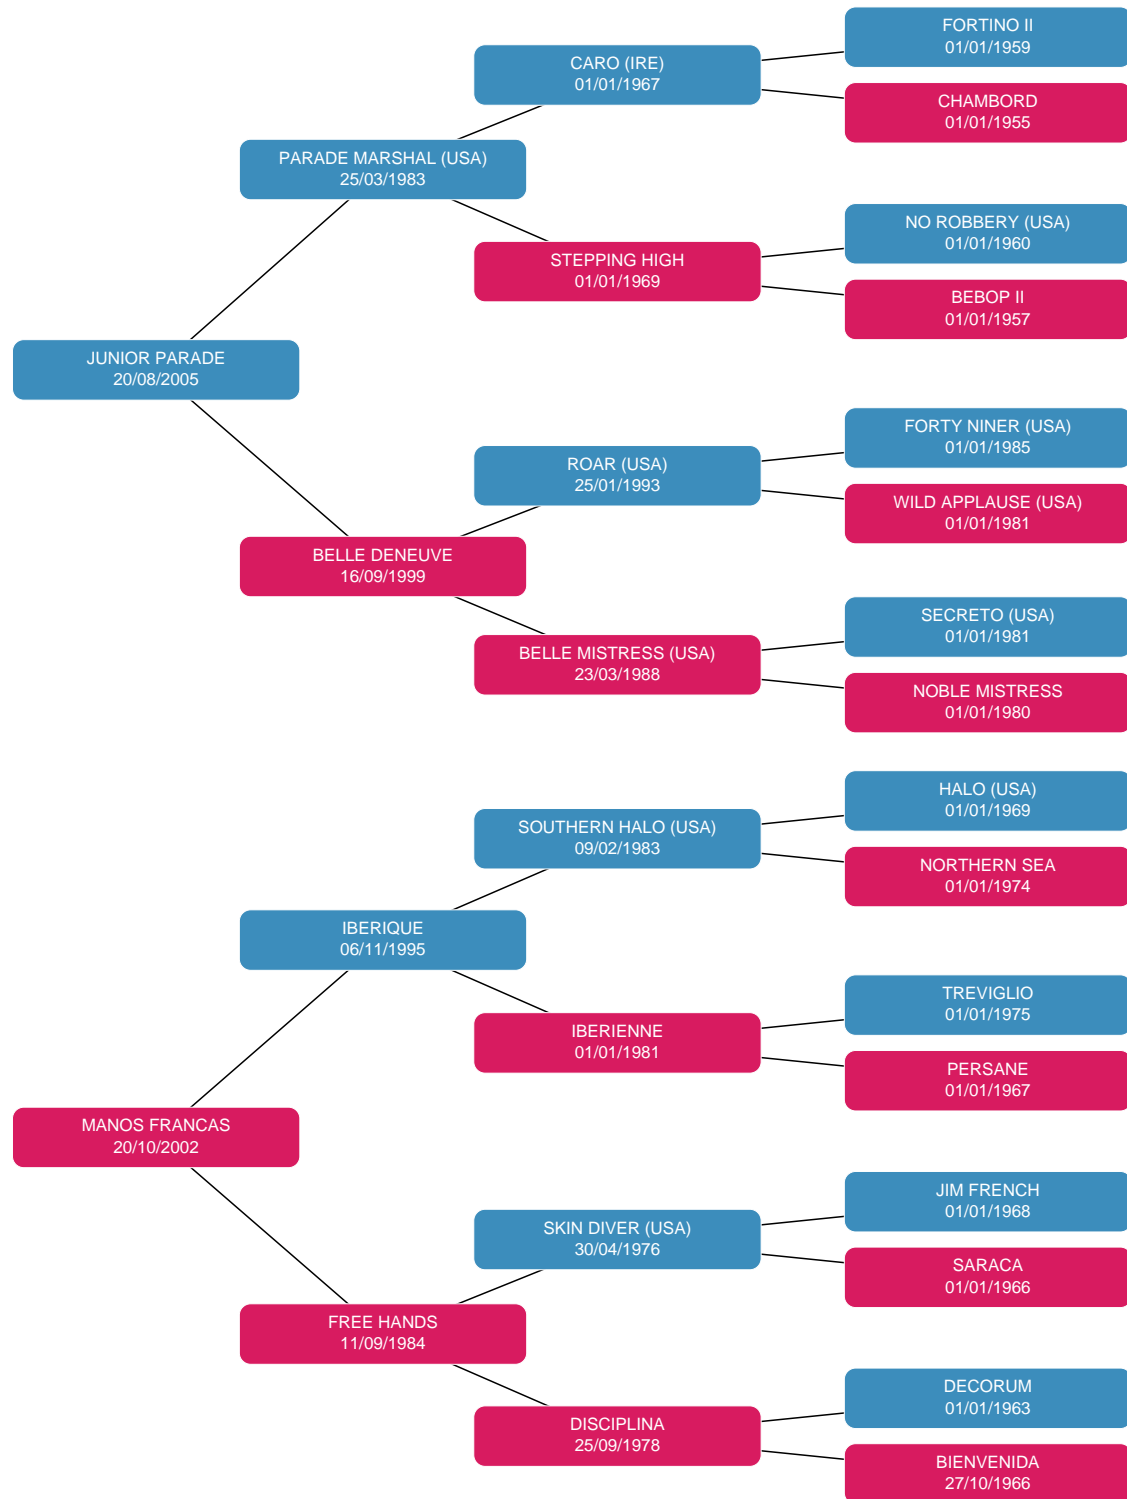 FORTINO II
01/01/1959
CARO (IRE)
01/01/1967
CHAMBORD
01/01/1955
PARADE MARSHAL (USA)
25/03/1983
NO ROBBERY (USA)
01/01/1960
STEPPING HIGH
01/01/1969
BEBOP II
01/01/1957
JUNIOR PARADE
20/08/2005
FORTY NINER (USA)
01/01/1985
ROAR (USA)
25/01/1993
WILD APPLAUSE (USA)
01/01/1981
BELLE DENEUVE
16/09/1999
SECRETO (USA)
01/01/1981
BELLE MISTRESS (USA)
23/03/1988
NOBLE MISTRESS
01/01/1980
HALO (USA)
01/01/1969
SOUTHERN HALO (USA)
09/02/1983
NORTHERN SEA
01/01/1974
IBERIQUE
06/11/1995
TREVIGLIO
01/01/1975
IBERIENNE
01/01/1981
PERSANE
01/01/1967
MANOS FRANCAS
20/10/2002
JIM FRENCH
01/01/1968
SKIN DIVER (USA)
30/04/1976
SARACA
01/01/1966
FREE HANDS
11/09/1984
DECORUM
01/01/1963
DISCIPLINA
25/09/1978
BIENVENIDA
27/10/1966